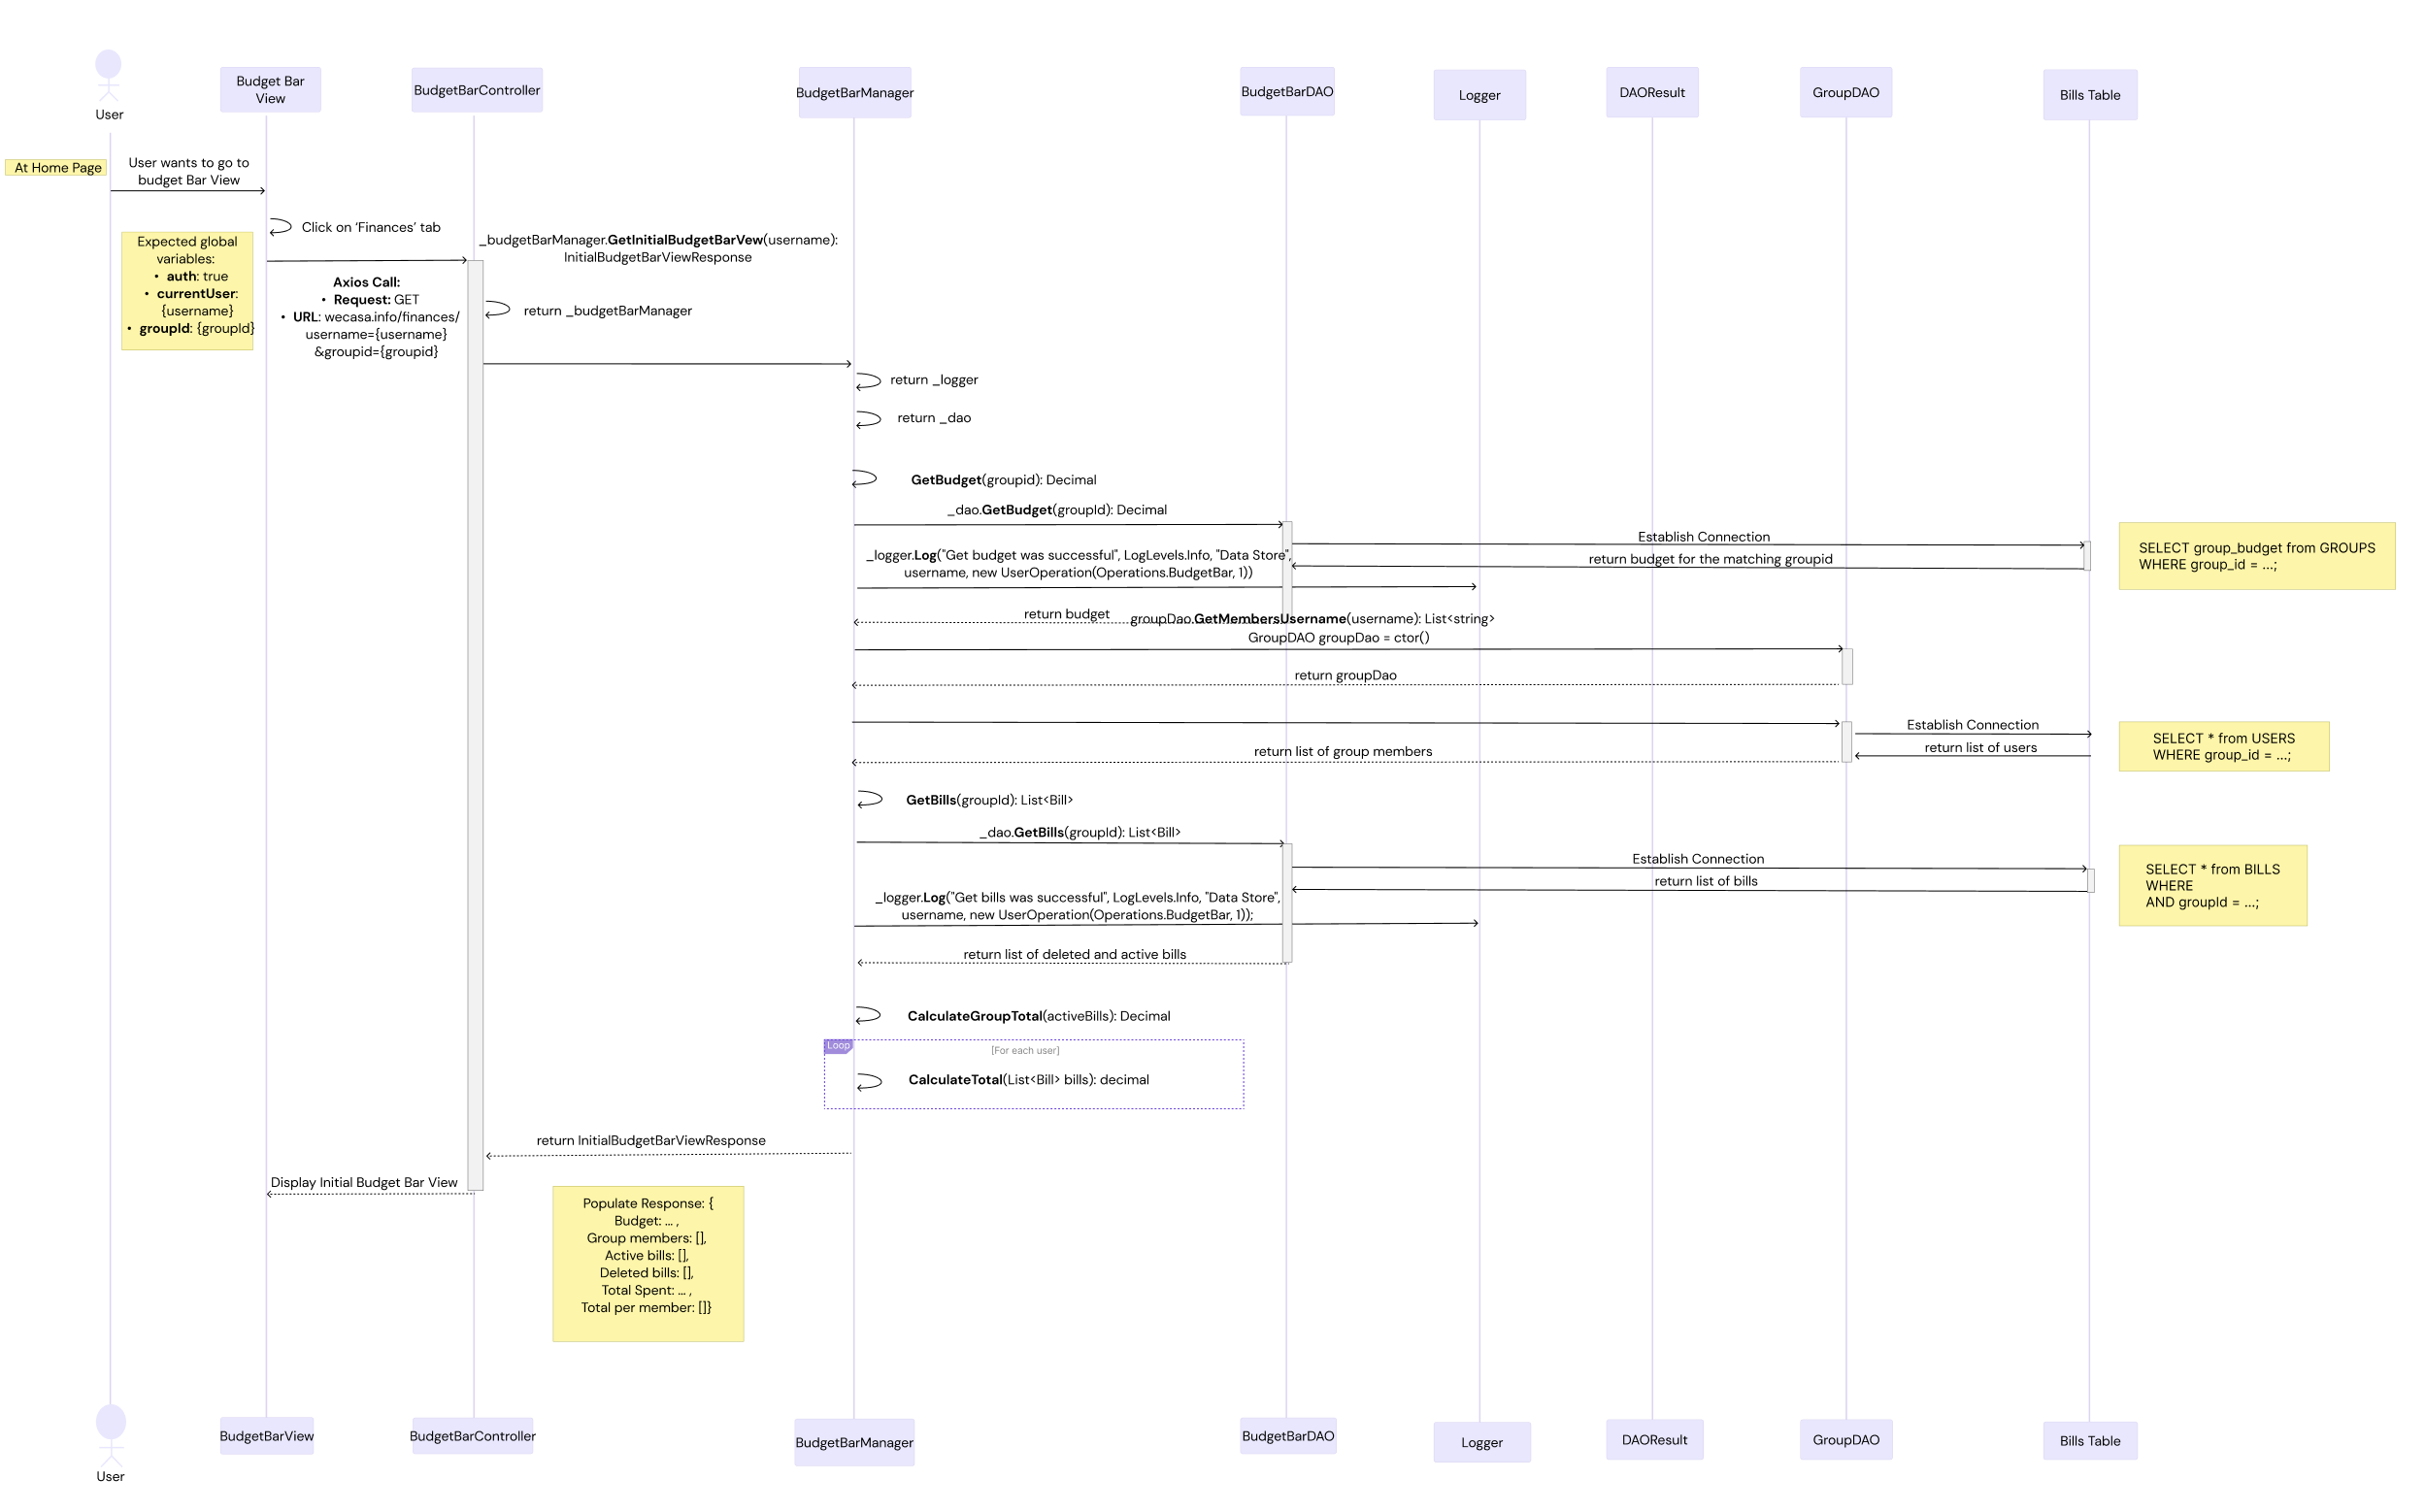 User
Budget Bar
View
BudgetBarController
BudgetBarManager
BudgetBarDAO
Logger
DAOResult
GroupDAO
Bills Table
At Home Page
User wants to go to
budget Bar View
Click on ‘Finances’ tab
Expected global
variables:
• auth: true
• currentUser:
{username}
• groupId: {groupId}
Axios Call:
• Request: GET
• URL: wecasa.info/finances/
username={username}
&groupid={groupid}
_budgetBarManager.GetInitialBudgetBarVew(username):
InitialBudgetBarViewResponse
return _budgetBarManager
return _logger
return _dao
GetBudget(groupid): Decimal
_dao.GetBudget(groupId): Decimal
Establish Connection
return budget for the matching groupid
SELECT group_budget from GROUPS
WHERE group_id = ...;
_logger.Log("Get budget was successful", LogLevels.Info, "Data Store",
username, new UserOperation(Operations.BudgetBar, 1))
return budget
groupDao.GetMembersUsername(username): List<string>
GroupDAO groupDao = ctor()
return groupDao
Establish Connection
return list of users
SELECT * from USERS
WHERE group_id = ...;
return list of group members
GetBills(groupId): List<Bill>
_dao.GetBills(groupId): List<Bill>
Establish Connection
return list of bills
SELECT * from BILLS
WHERE
AND groupId = ...;
_logger.Log("Get bills was successful", LogLevels.Info, "Data Store",
username, new UserOperation(Operations.BudgetBar, 1));
return list of deleted and active bills
CalculateGroupTotal(activeBills): Decimal
Loop
[For each user]
CalculateTotal(List<Bill> bills): decimal
return InitialBudgetBarViewResponse
Display Initial Budget Bar View
Populate Response: {
Budget: ... ,
Group members: [],
Active bills: [],
Deleted bills: [],
Total Spent: ... ,
Total per member: []}
User
BudgetBarView
BudgetBarController
BudgetBarManager
BudgetBarDAO
Logger
DAOResult
GroupDAO
Bills Table